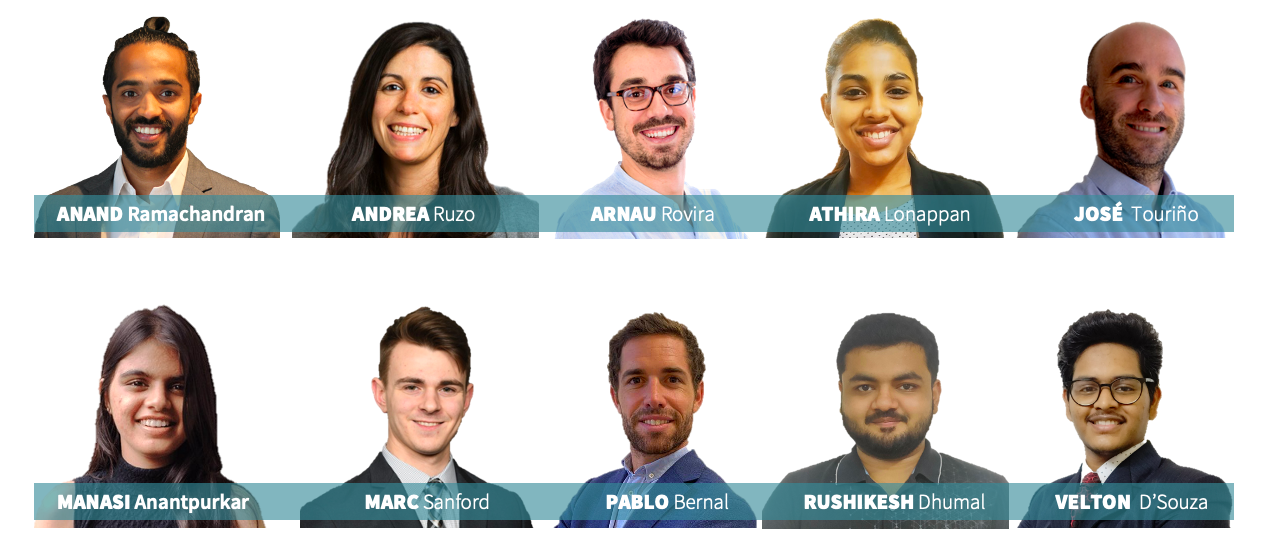 ANAND Ramachandran
ANDREA Ruzo
ARNAU Rovira
ATHIRA Lonappan
JOSÉ Touriño
MANASI Anantpurkar
MARC Sanford
PABLO Bernal
RUSHIKESH Dhumal
VELTON D’Souza